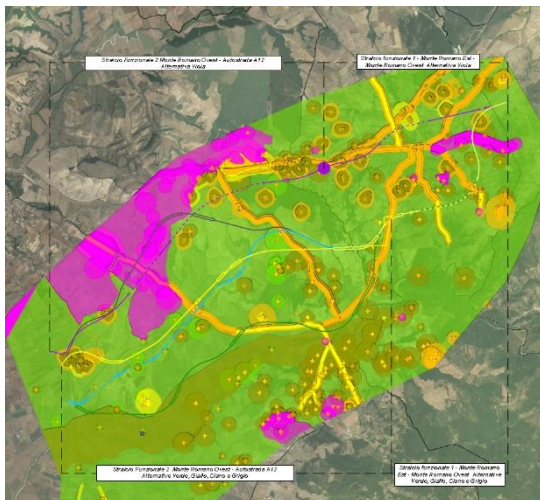 Stralcio Funzionale 2 Monte Romano Ovest - Autostrada A12
Alternativa Viola
Stralcio funzionale 1 - Monte Romano Est -
Monte Romano Ovest Alternativa Viola
Stralcio Funzionale 2 - Monte Romano Ovest - Autostrada A12
Alternative Verde, Giallo, Ciano e Grigio
Stralcio funzionale 1 - Monte Romano
Est - Monte Romano Ovest Alternative
Verde, Giallo, Ciano e Grigio